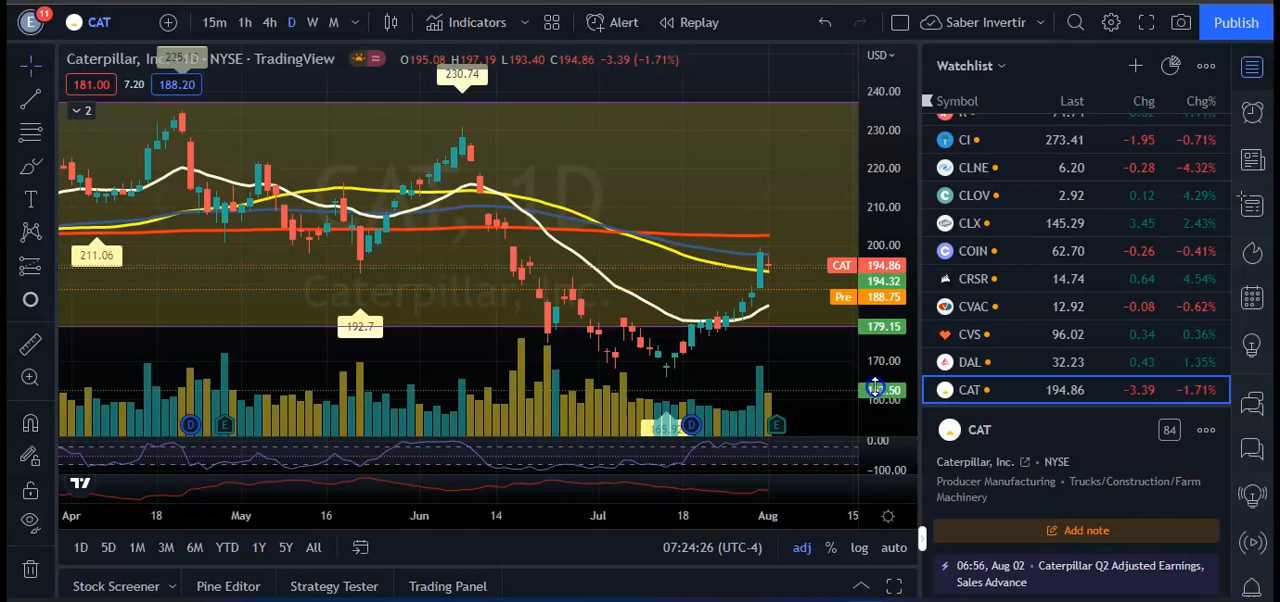 E 11 CAT 15m 1h 4h D W M Indicators Alert Replay Saber Invertir Publish
Caterpillar, Inc. · 1D · NYSE · TradingView O195.08 H197.19 L193.40 C194.86 −3.39 (−1.71%) USD
181.00 7.20 188.20
2
230.74
211.06
192.7
CAT, 1D
Caterpillar, Inc.
240.00
230.00
220.00
210.00
200.00
CAT 194.86
194.32
Pre 188.75
179.15
170.00
160.00
0.00
−100.00
D E D E
Apr 18 May 16 Jun 14 Jul 18 Aug 15
1D 5D 1M 3M 6M YTD 1Y 5Y All 07:24:26 (UTC-4) adj % log auto
Stock Screener Pine Editor Strategy Tester Trading Panel
Watchlist
Symbol Last Chg Chg%
CI 273.41 −1.95 −0.71%
CLNE 6.20 −0.28 −4.32%
CLOV 2.92 0.12 4.29%
CLX 145.29 3.45 2.43%
COIN 62.70 −0.26 −0.41%
CRSR 14.74 0.64 4.54%
CVAC 12.92 −0.08 −0.62%
CVS 96.02 0.34 0.36%
DAL 32.23 0.43 1.35%
CAT 194.86 −3.39 −1.71%
CAT 84
Caterpillar, Inc. · NYSE
Producer Manufacturing · Trucks/Construction/Farm
Machinery
Add note
06:56, Aug 02 · Caterpillar Q2 Adjusted Earnings,
Sales Advance